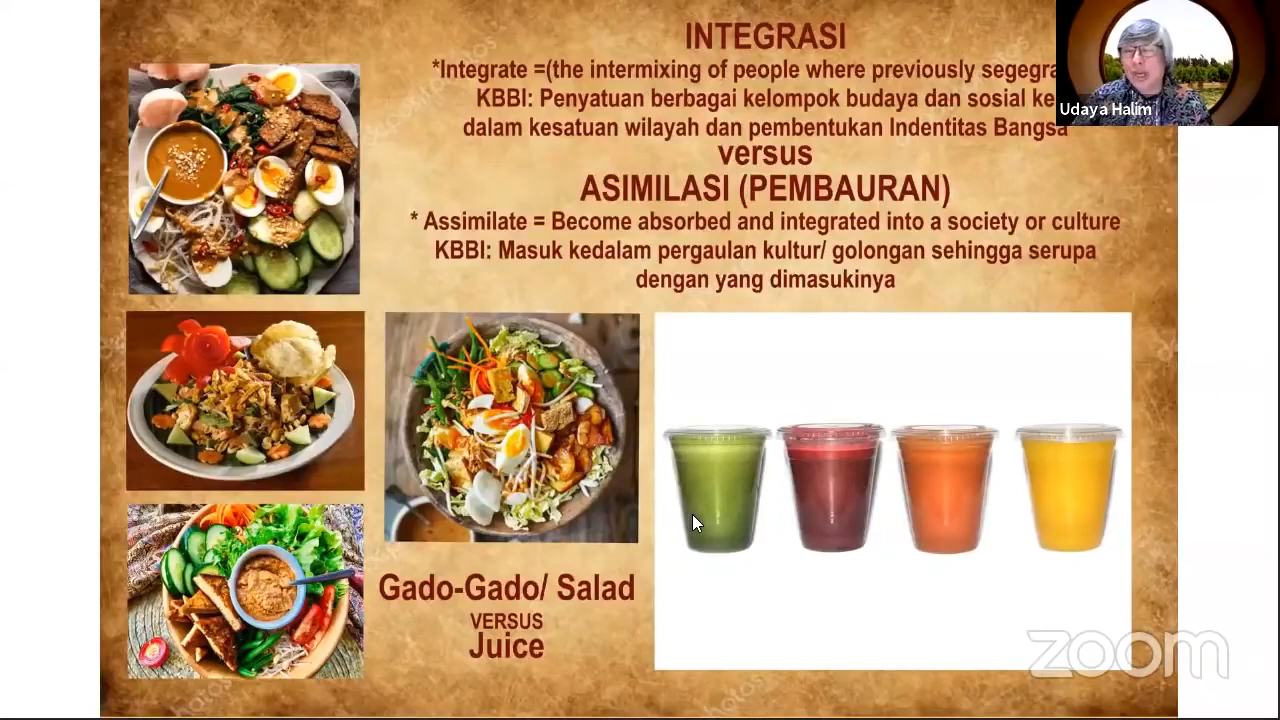 INTEGRASI
*Integrate =(the intermixing of people where previously segegra
KBBI: Penyatuan berbagai kelompok budaya dan sosial ke
dalam kesatuan wilayah dan pembentukan Indentitas Bangsa
versus
ASIMILASI (PEMBAURAN)
* Assimilate = Become absorbed and integrated into a society or culture
KBBI: Masuk kedalam pergaulan kultur/ golongan sehingga serupa
dengan yang dimasukinya
Udaya Halim
Gado-Gado/ Salad
VERSUS
Juice
zoom